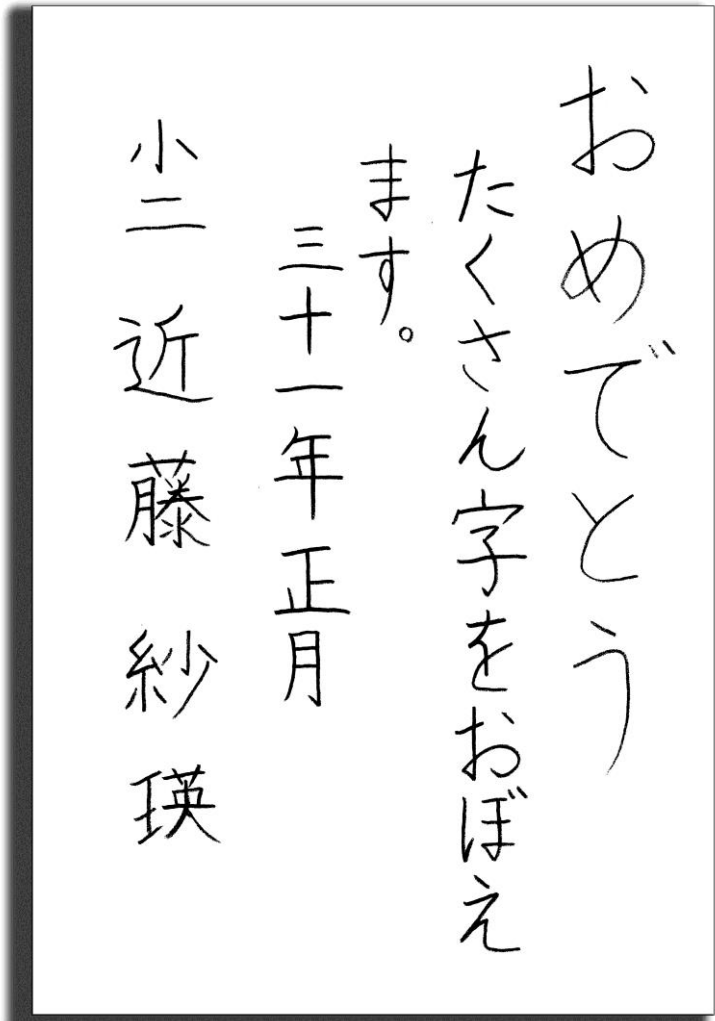 おめでとう
たくさん字をおぼえ
ます。
三十一年正月
小二 近藤紗瑛